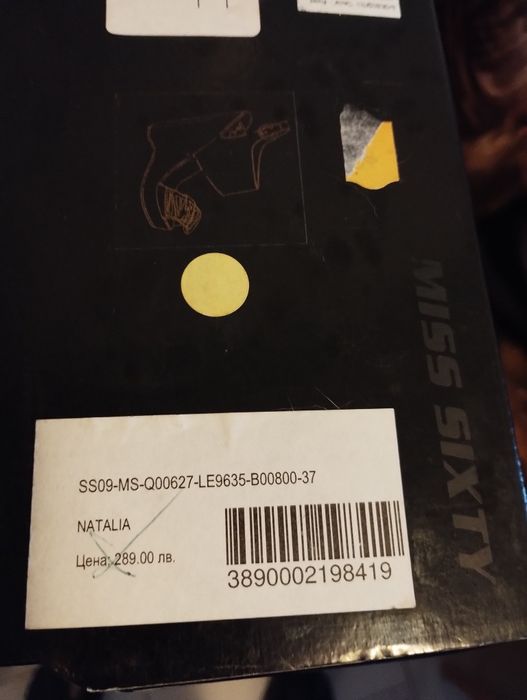 MISS SIXTY
SS09-MS-Q00627-LE9635-B00800-37
NATALIA
Цена: 289.00 лв.
3890002198419